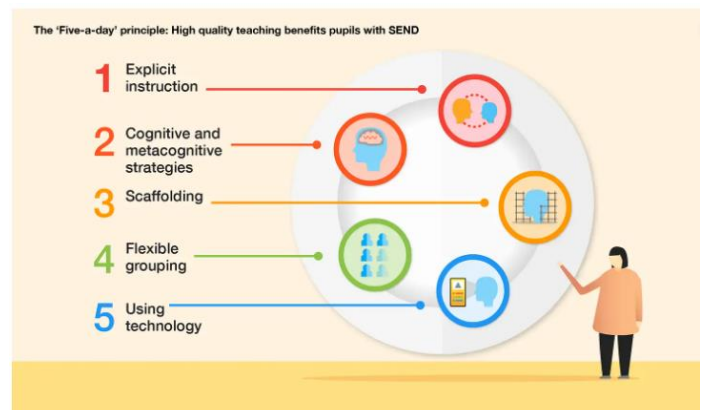 The 'Five-a-day' principle: High quality teaching benefits pupils with SEND
1 Explicit
instruction
2 Cognitive and
metacognitive
strategies
3 Scaffolding
4 Flexible
grouping
5 Using
technology